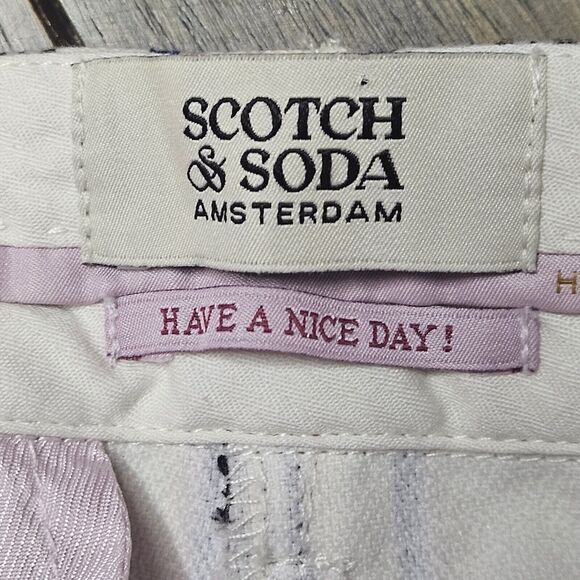 SCOTCH
& SODA
AMSTERDAM
H
HAVE A NICE DAY!